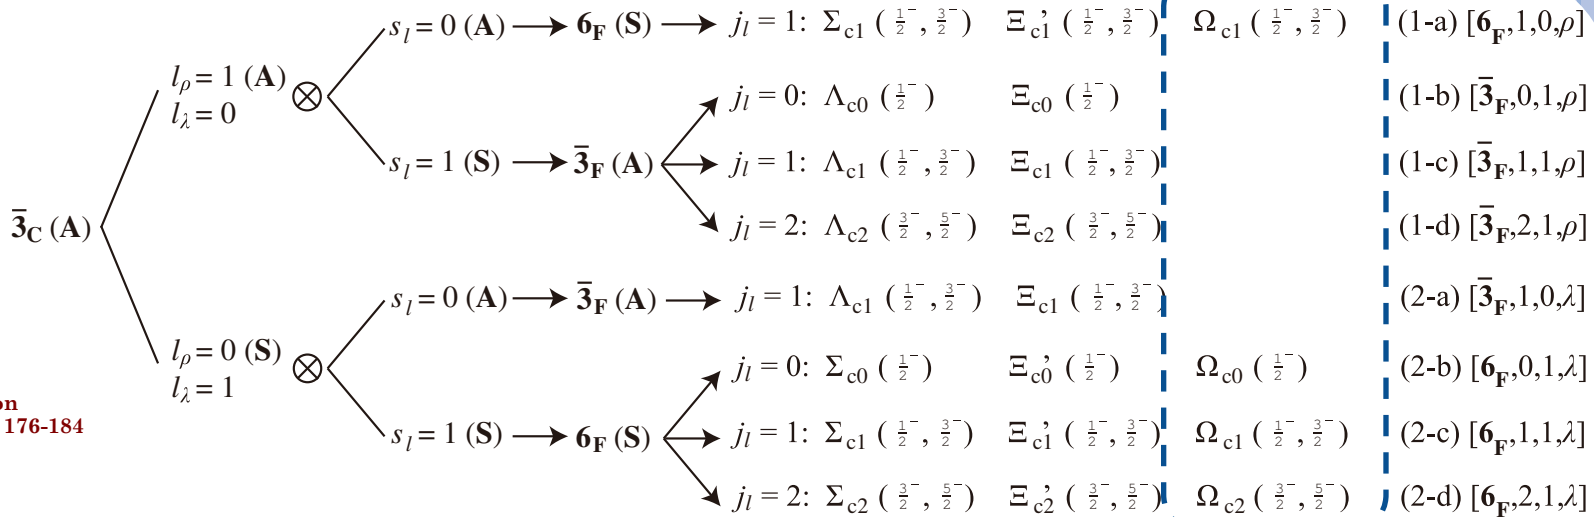 s_l = 0 (A) → 6_F (S) → j_l = 1: Σ_c1 ( 1/2⁻, 3/2⁻ ) Ξ'_c1 ( 1/2⁻, 3/2⁻ ) Ω_c1 ( 1/2⁻, 3/2⁻ ) (1-a) [6_F,1,0,ρ]
l_ρ = 1 (A)
l_λ = 0
⊗
j_l = 0: Λ_c0 ( 1/2⁻ ) Ξ_c0 ( 1/2⁻ ) (1-b) [3̄_F,0,1,ρ]
s_l = 1 (S) → 3̄_F (A) j_l = 1: Λ_c1 ( 1/2⁻, 3/2⁻ ) Ξ_c1 ( 1/2⁻, 3/2⁻ ) (1-c) [3̄_F,1,1,ρ]
3̄_C (A)
j_l = 2: Λ_c2 ( 3/2⁻, 5/2⁻ ) Ξ_c2 ( 3/2⁻, 5/2⁻ ) (1-d) [3̄_F,2,1,ρ]
s_l = 0 (A) → 3̄_F (A) → j_l = 1: Λ_c1 ( 1/2⁻, 3/2⁻ ) Ξ_c1 ( 1/2⁻, 3/2⁻ ) (2-a) [3̄_F,1,0,λ]
l_ρ = 0 (S)
l_λ = 1
⊗
j_l = 0: Σ_c0 ( 1/2⁻ ) Ξ'_c0 ( 1/2⁻ ) Ω_c0 ( 1/2⁻ ) (2-b) [6_F,0,1,λ]
176-184
s_l = 1 (S) → 6_F (S) j_l = 1: Σ_c1 ( 1/2⁻, 3/2⁻ ) Ξ'_c1 ( 1/2⁻, 3/2⁻ ) Ω_c1 ( 1/2⁻, 3/2⁻ ) (2-c) [6_F,1,1,λ]
j_l = 2: Σ_c2 ( 3/2⁻, 5/2⁻ ) Ξ'_c2 ( 3/2⁻, 5/2⁻ ) Ω_c2 ( 3/2⁻, 5/2⁻ ) (2-d) [6_F,2,1,λ]